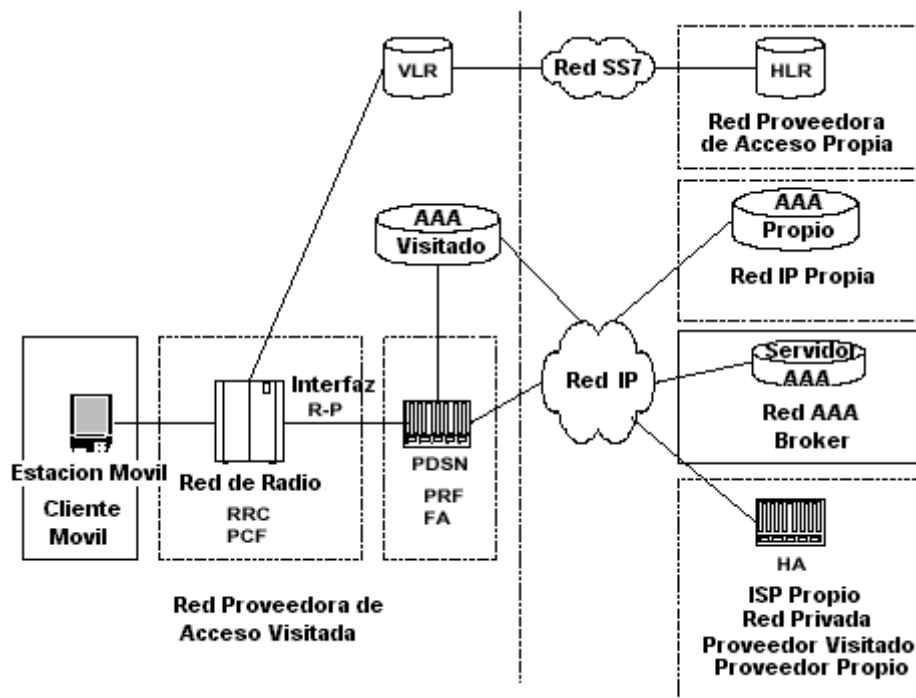 VLR
Red SS7
HLR
Red Proveedora
de Acceso Propia
AAA
Visitado
AAA
Propio
Red IP Propia
Red IP
Servidor
AAA
Red AAA
Broker
Interfaz
R-P
Estacion Movil
Cliente
Movil
Red de Radio
RRC
PCF
PDSN
PRF
FA
HA
ISP Propio
Red Privada
Proveedor Visitado
Proveedor Propio
Red Proveedora de
Acceso Visitada